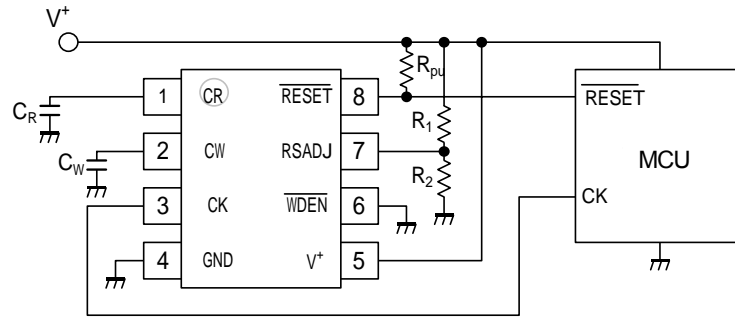 V+
Rpu
1 CR RESET 8 RESET
CR
R1
MCU
2 CW RSADJ 7
CW
R2
3 CK WDEN 6 CK
4 GND V+ 5